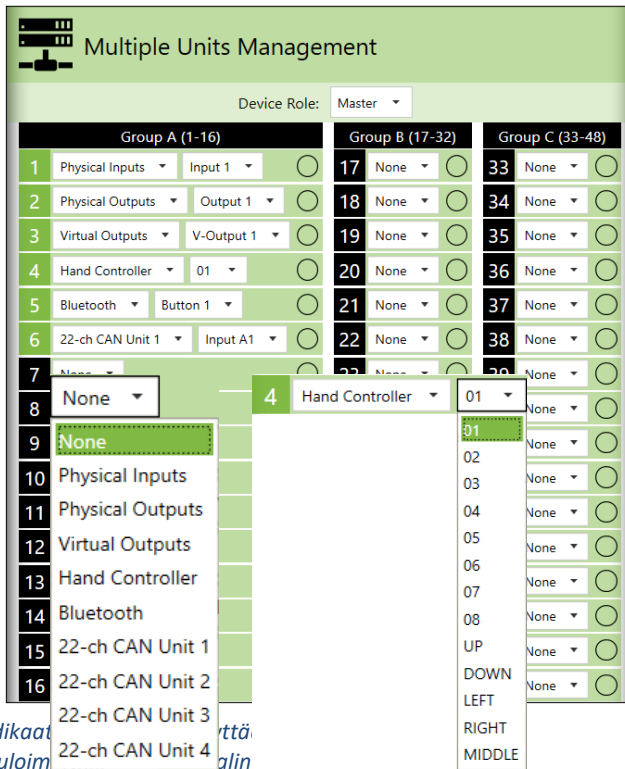 Multiple Units Management
Device Role: Master
Group A (1-16) Group B (17-32) Group C (33-48)
1 Physical Inputs Input 1 17 None 33 None
2 Physical Outputs Output 1 18 None 34 None
3 Virtual Outputs V-Output 1 19 None 35 None
4 Hand Controller 01 20 None 36 None
5 Bluetooth Button 1 21 None 37 None
6 22-ch CAN Unit 1 Input A1 22 None 38 None
7 None
8 None
9 None
10 None
11 None
12 None
13 None
14 None
15 None
16 None
None
None
Physical Inputs
Physical Outputs
Virtual Outputs
Hand Controller
Bluetooth
22-ch CAN Unit 1
22-ch CAN Unit 2
22-ch CAN Unit 3
22-ch CAN Unit 4
4 Hand Controller 01
01
02
03
04
05
06
07
08
UP
DOWN
LEFT
RIGHT
MIDDLE